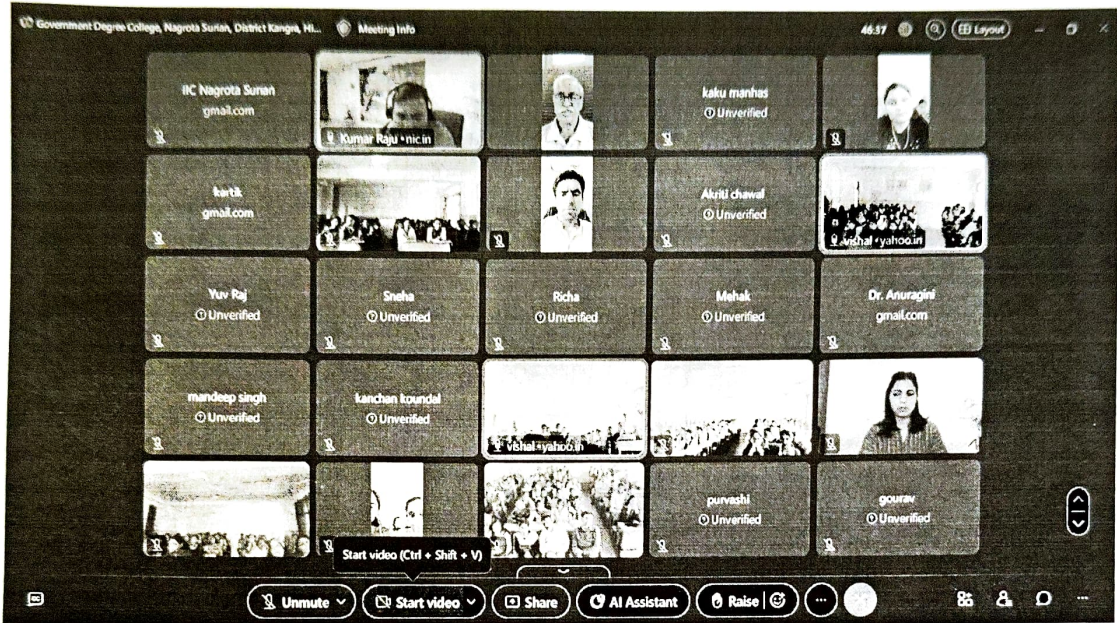 Government Degree College, Nagrota Surian, District Kangra, Hi... Meeting Info 46:37 Layout
IIC Nagrota Surian
gmail.com
Kumar Raju • nic.in
kaku manhas
Unverified
kartik
gmail.com
Akriti chawal
Unverified
vishal • yahoo.in
Yuv Raj
Unverified
Sneha
Unverified
Richa
Unverified
Mehak
Unverified
Dr. Anuragini
gmail.com
mandeep singh
Unverified
kanchan koundal
Unverified
vishal • yahoo.in
purvashi
Unverified
gourav
Unverified
Start video (Ctrl + Shift + V)
Unmute Start video Share AI Assistant Raise